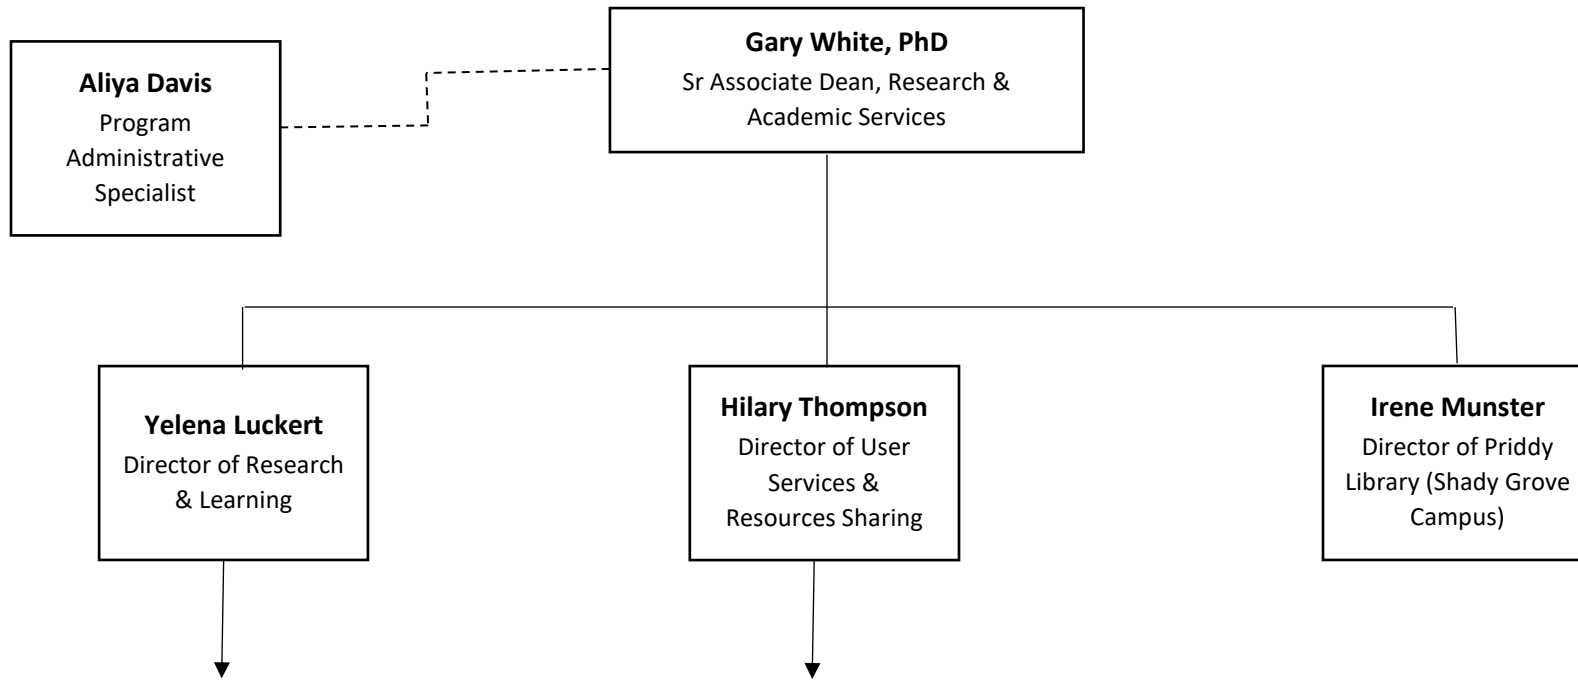 Gary White, PhD
Sr Associate Dean, Research &
Academic Services
Aliya Davis
Program
Administrative
Specialist
Yelena Luckert
Director of Research
& Learning
Hilary Thompson
Director of User
Services &
Resources Sharing
Irene Munster
Director of Priddy
Library (Shady Grove
Campus)